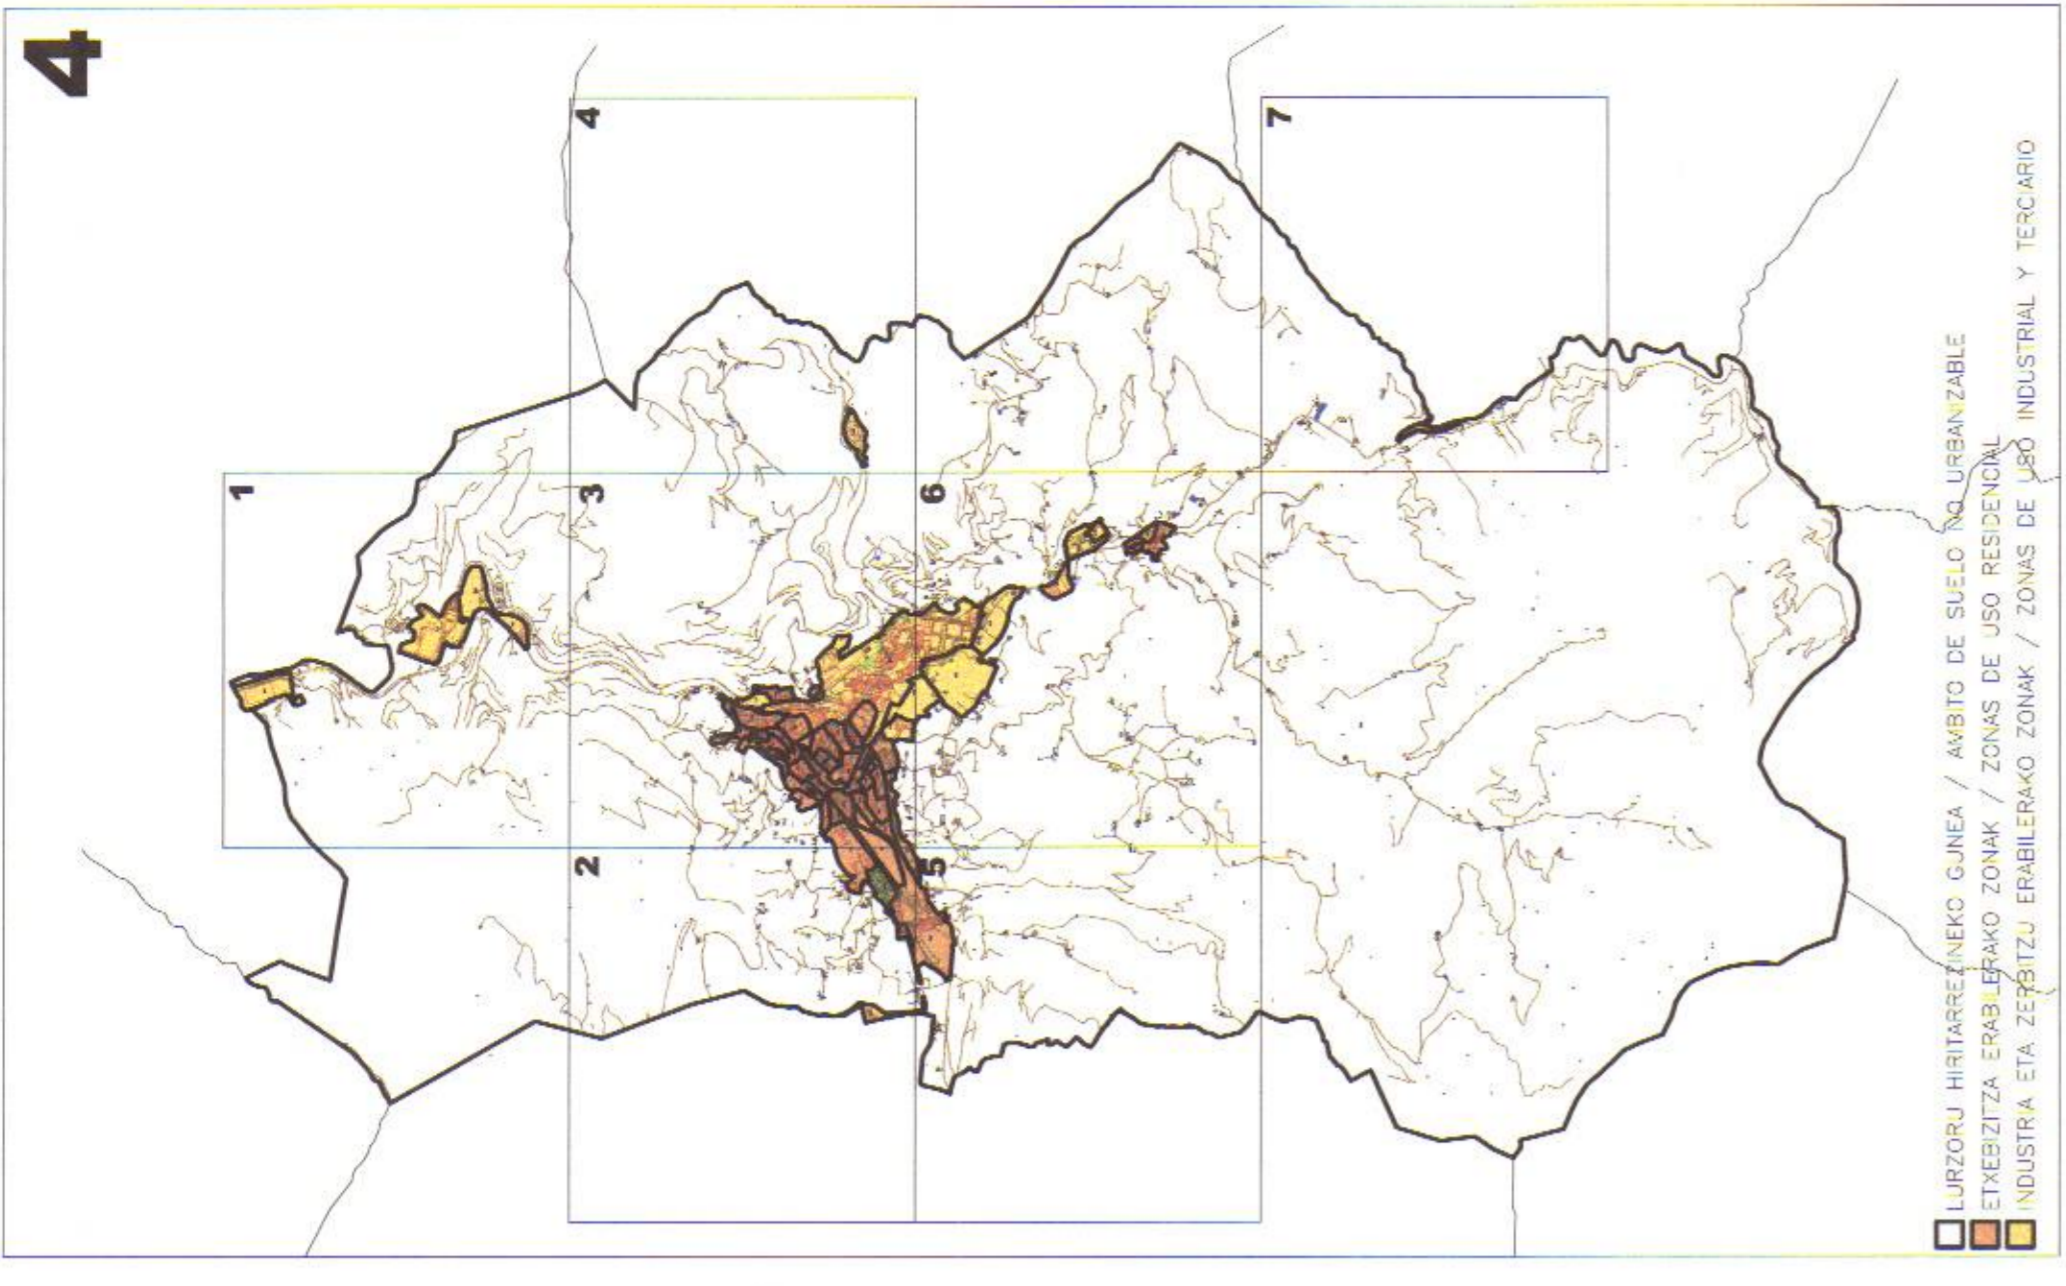 4
1
2
3
4
5
6
7
LURZORU HIRITARREZINEKO GUNEA / AMBITO DE SUELO NO URBANIZABLE
ETXEBIZITZA ERABILERAKO ZONAK / ZONAS DE USO RESIDENCIAL
INDUSTRIA ETA ZERBITZU ERABILERAKO ZONAK / ZONAS DE USO INDUSTRIAL Y TERCIARIO